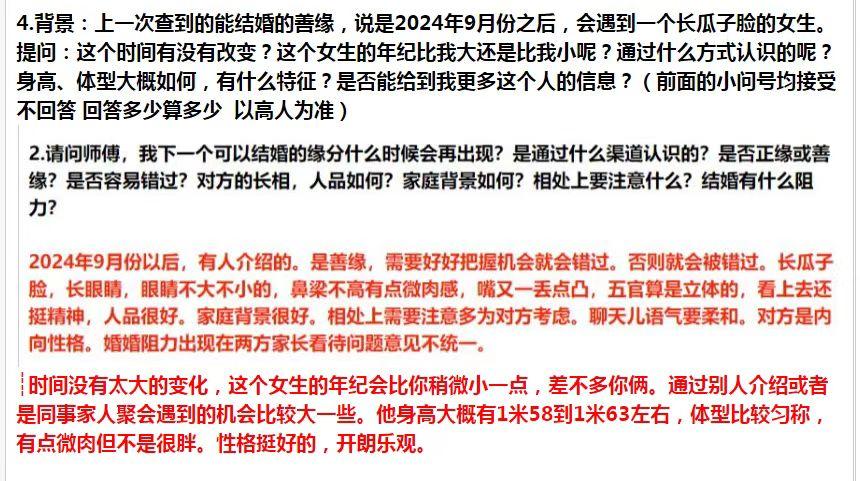 4.背景：上一次查到的能结婚的善缘，说是2024年9月份之后，会遇到一个长瓜子脸的女生。
提问：这个时间有没有改变？这个女生的年纪比我大还是比我小呢？通过什么方式认识的呢？
身高、体型大概如何，有什么特征？是否能给到我更多这个人的信息？（前面的小问号均接受
不回答 回答多少算多少  以高人为准）
2.请问师傅，我下一个可以结婚的缘分什么时候会再出现？是通过什么渠道认识的？是否正缘或善
缘？是否容易错过？对方的长相，人品如何？家庭背景如何？相处上要注意什么？结婚有什么阻
力？
2024年9月份以后，有人介绍的。是善缘，需要好好把握机会就会错过。否则就会被错过。长瓜子
脸，长眼睛，眼睛不大不小的，鼻梁不高有点微肉感，嘴又一丢点凸，五官算是立体的，看上去还
挺精神，人品很好。家庭背景很好。相处上需要注意多为对方考虑。聊天儿语气要柔和。对方是内
向性格。婚婚阻力出现在两方家长看待问题意见不统一。
时间没有太大的变化，这个女生的年纪会比你稍微小一点，差不多你俩。通过别人介绍或者
是同事家人聚会遇到的机会比较大一些。他身高大概有1米58到1米63左右，体型比较匀称，
有点微肉但不是很胖。性格挺好的，开朗乐观。